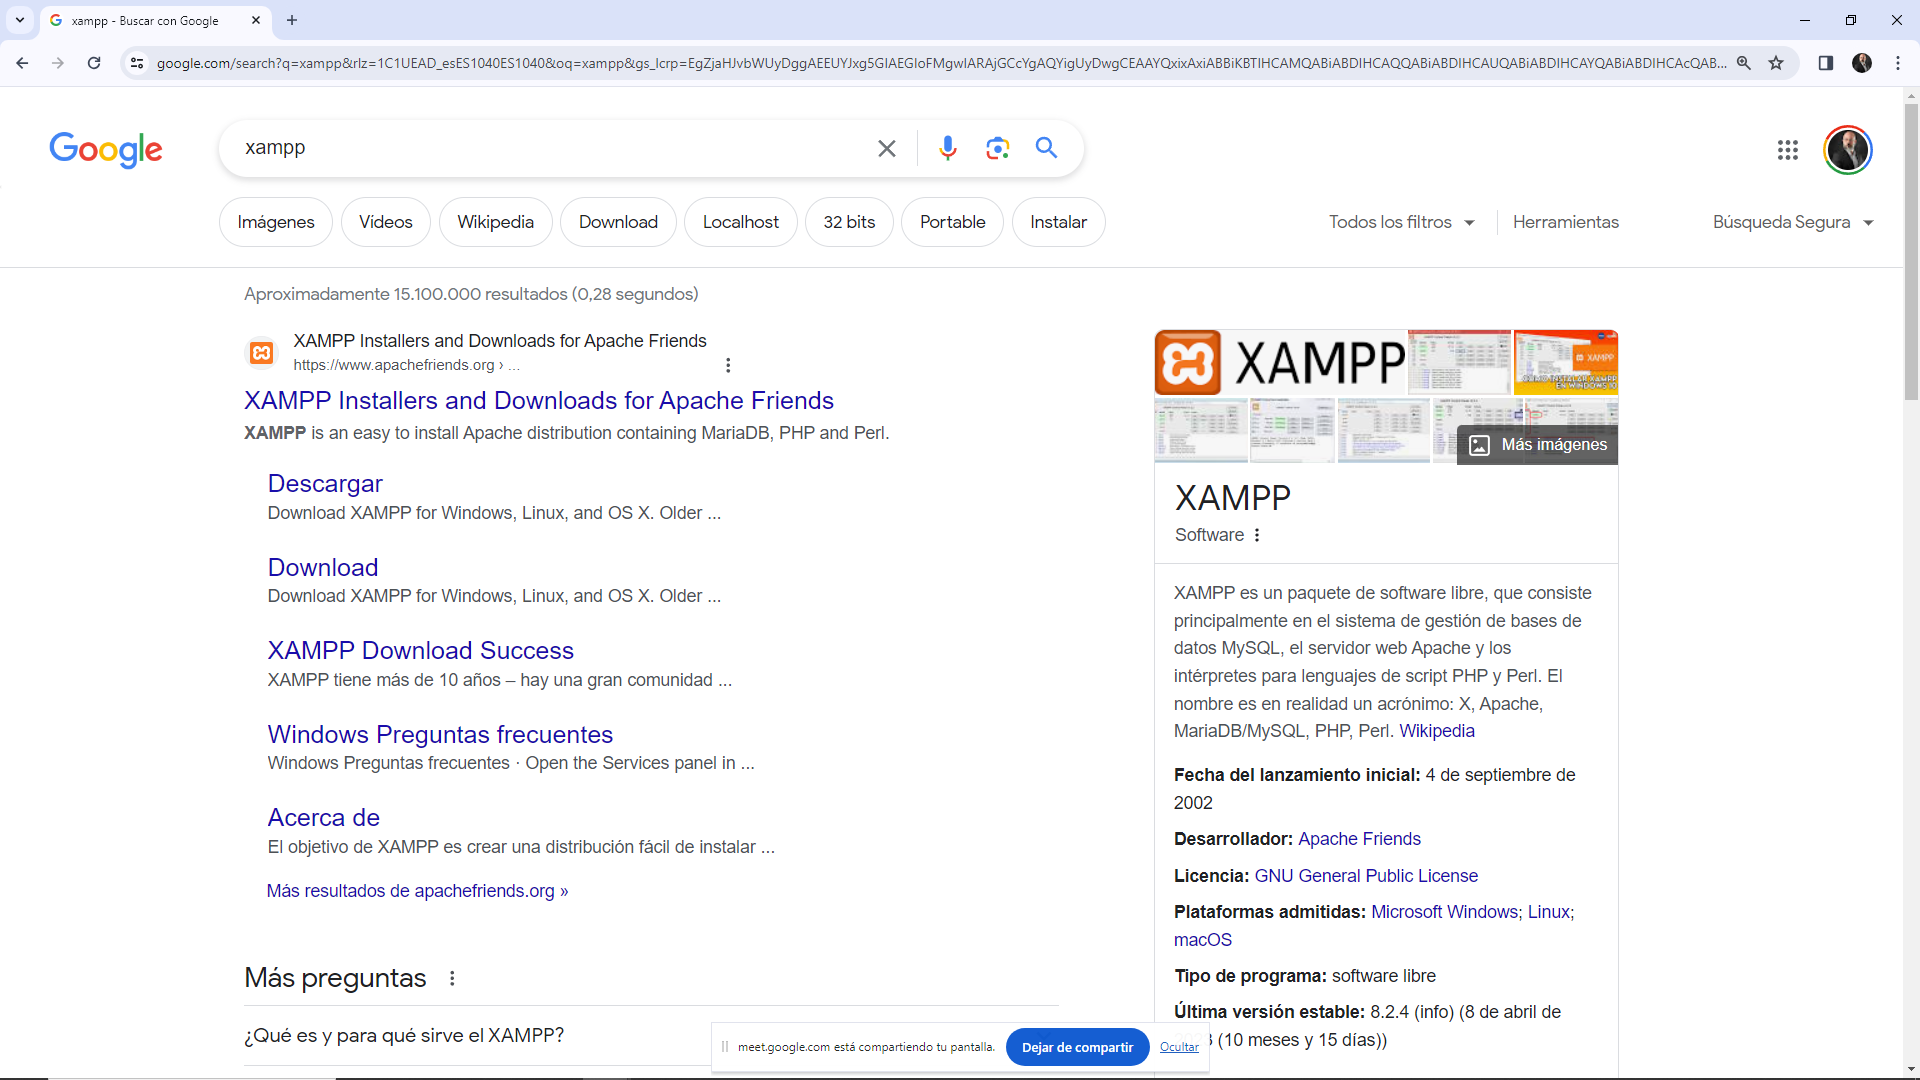 xampp - Buscar con Google
google.com/search?q=xampp&rlz=1C1UEAD_esES1040ES1040&oq=xampp&gs_lcrp=EgZjaHJvbWUyDggAEEUYJxg5GIAEGIoFMgwIARAjGCcYgAQYigUyDwgCEAAYQxixAxiABBiKBTIHCAMQABiABDIHCAQQABiABDIHCAUQABiABDIHCAYQABiABDIHCAcQAB...
Google
xampp
Imágenes
Vídeos
Wikipedia
Download
Localhost
32 bits
Portable
Instalar
Todos los filtros
Herramientas
Búsqueda Segura
Aproximadamente 15.100.000 resultados (0,28 segundos)
XAMPP Installers and Downloads for Apache Friends
https://www.apachefriends.org › ...
XAMPP Installers and Downloads for Apache Friends
XAMPP is an easy to install Apache distribution containing MariaDB, PHP and Perl.
Descargar
Download XAMPP for Windows, Linux, and OS X. Older ...
Download
Download XAMPP for Windows, Linux, and OS X. Older ...
XAMPP Download Success
XAMPP tiene más de 10 años – hay una gran comunidad ...
Windows Preguntas frecuentes
Windows Preguntas frecuentes · Open the Services panel in ...
Acerca de
El objetivo de XAMPP es crear una distribución fácil de instalar ...
Más resultados de apachefriends.org »
Más preguntas
¿Qué es y para qué sirve el XAMPP?
XAMPP
XAMPP
COMO INSTALAR XAMPP
EN WINDOWS 10
Más imágenes
XAMPP
Software
XAMPP es un paquete de software libre, que consiste
principalmente en el sistema de gestión de bases de
datos MySQL, el servidor web Apache y los
intérpretes para lenguajes de script PHP y Perl. El
nombre es en realidad un acrónimo: X, Apache,
MariaDB/MySQL, PHP, Perl. Wikipedia
Fecha del lanzamiento inicial: 4 de septiembre de
2002
Desarrollador: Apache Friends
Licencia: GNU General Public License
Plataformas admitidas: Microsoft Windows; Linux;
macOS
Tipo de programa: software libre
Última versión estable: 8.2.4 (info) (8 de abril de
(10 meses y 15 días))
meet.google.com está compartiendo tu pantalla.
Dejar de compartir
Ocultar